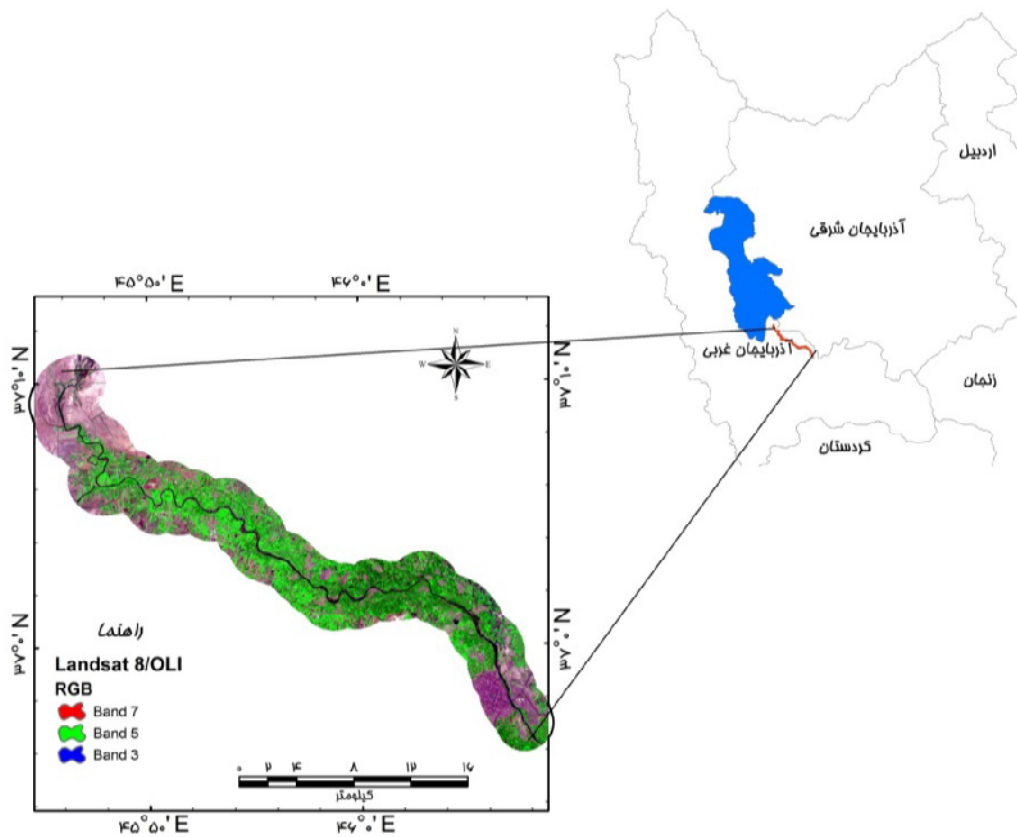 اردبیل
آذربایجان شرقی
آذربایجان غربی
زنجان
کردستان
۴۵°۵۰' E
۴۶°۰' E
۳۷°۱۰' N
۳۷°۱۰' N
N
W
E
S
۳۷°۰' N
۳۷°۰' N
راهنما
Landsat 8/OLI
RGB
Band 7
Band 5
Band 3
۰ ۲ ۴ ۸ ۱۲ ۱۶
کیلومتر
۴۵°۵۰' E
۴۶°۰' E